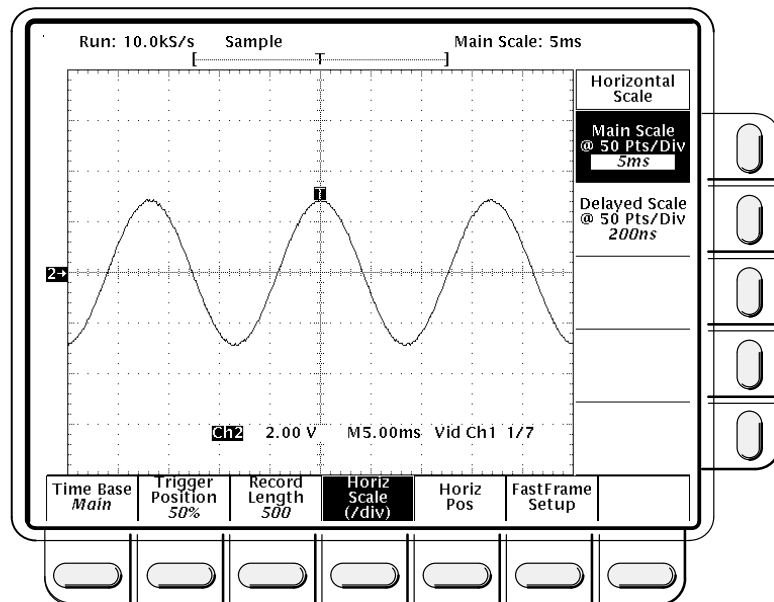 Run: 10.0kS/s Sample Main Scale: 5ms
[ T ]
Horizontal
Scale
Main Scale
@ 50 Pts/Div
5ms
Delayed Scale
@ 50 Pts/Div
200ns
T
2→
Ch2 2.00 V M5.00ms Vid Ch1 1/7
Time Base
Main
Trigger
Position
50%
Record
Length
500
Horiz
Scale
(/div)
Horiz
Pos
FastFrame
Setup